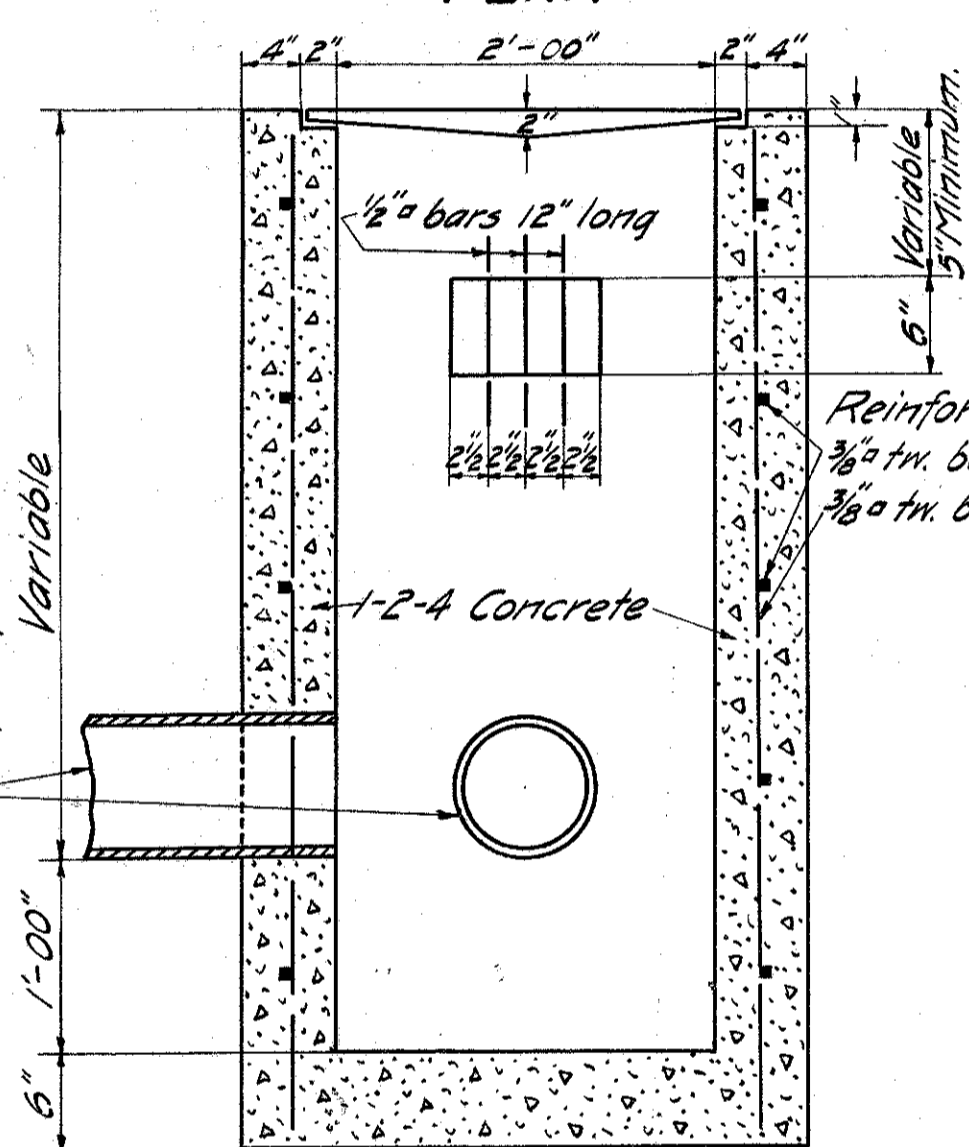 4" 2" 2'-00" 2" 4"
2"
1"
Variable
5" Minimum.
½"▫ bars 12" long
6"
2½" 2½" 2½" 2½"
⅜"▫ tw.
⅜"▫ tw.
Variable
1-2-4 Concrete
1'-00"
6"